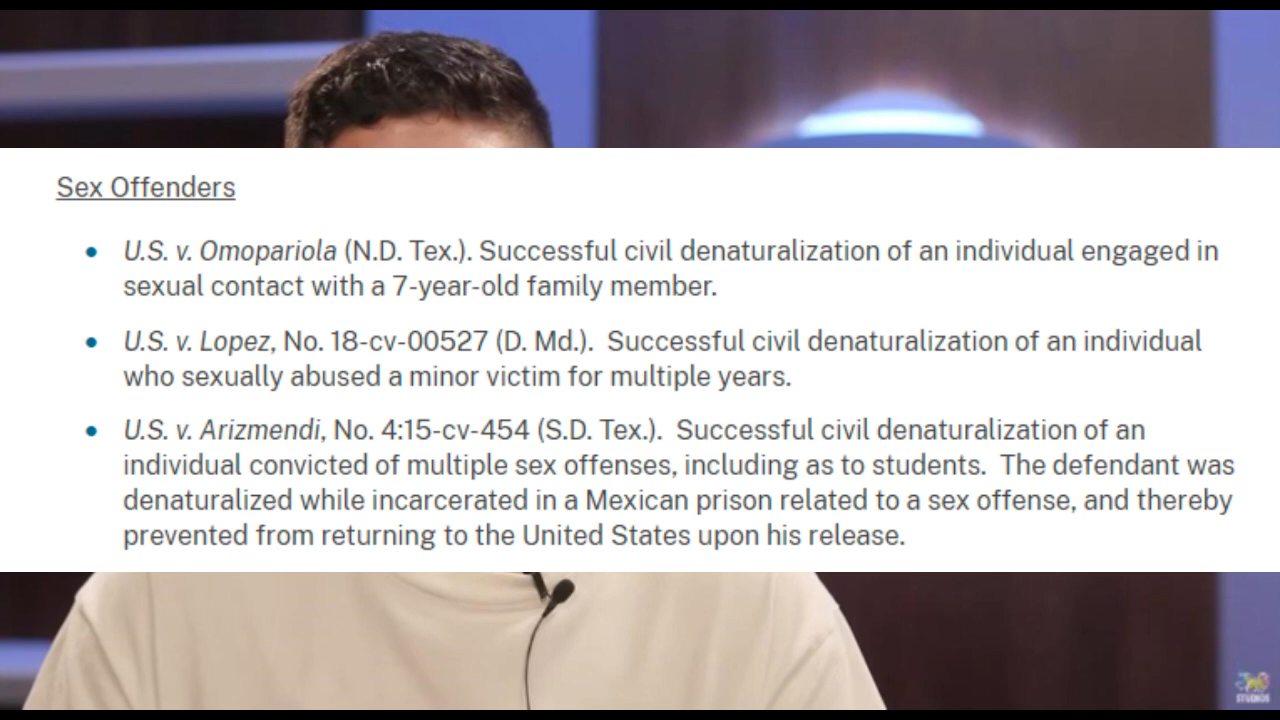 Sex Offenders
U.S. v. Omopariola (N.D. Tex.). Successful civil denaturalization of an individual engaged in
sexual contact with a 7-year-old family member.
U.S. v. Lopez, No. 18-cv-00527 (D. Md.).  Successful civil denaturalization of an individual
who sexually abused a minor victim for multiple years.
U.S. v. Arizmendi, No. 4:15-cv-454 (S.D. Tex.).  Successful civil denaturalization of an
individual convicted of multiple sex offenses, including as to students.  The defendant was
denaturalized while incarcerated in a Mexican prison related to a sex offense, and thereby
prevented from returning to the United States upon his release.
STUDIOS